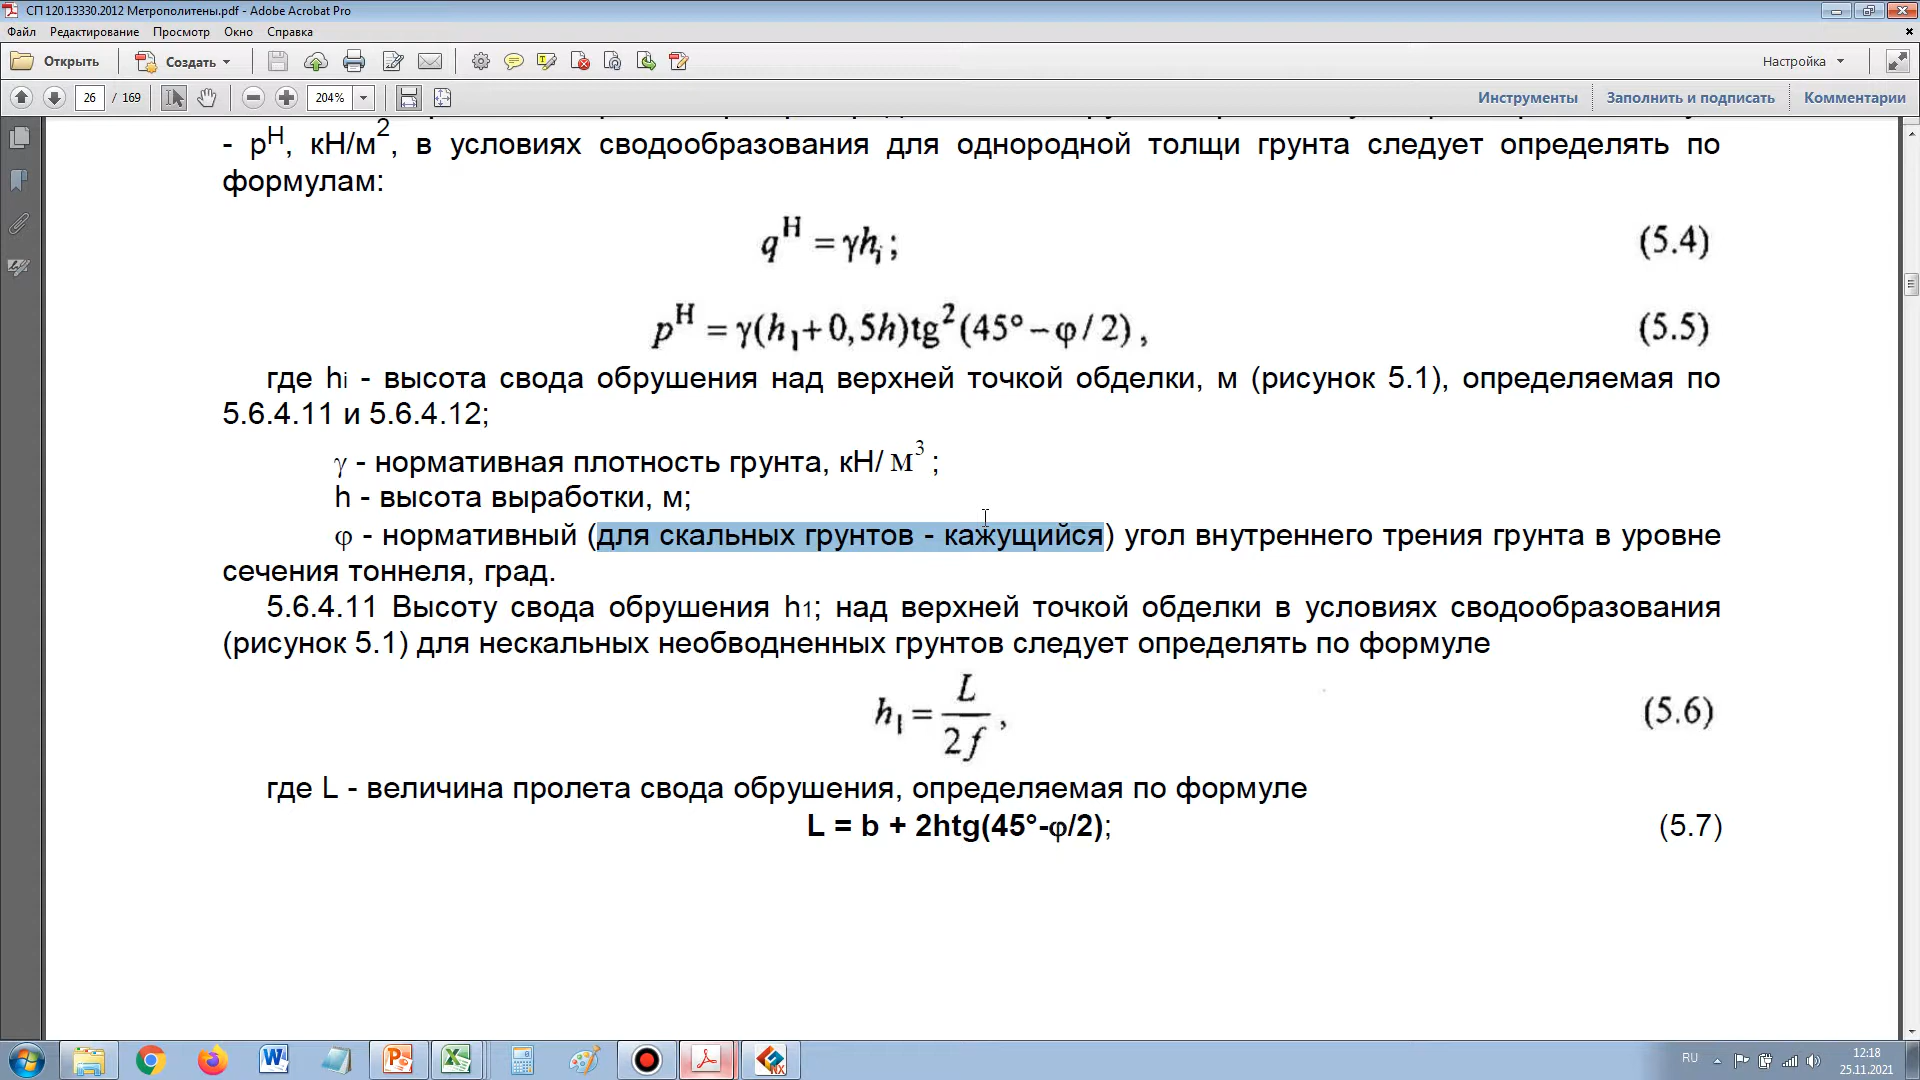 СП 120.13330.2012 Метрополитены.pdf - Adobe Acrobat Pro
Файл Редактирование Просмотр Окно Справка
Открыть Создать Настройка
26 / 169 204% Инструменты Заполнить и подписать Комментарии
- pН, кН/м2, в условиях сводообразования для однородной толщи грунта следует определять по
формулам:
qН = γhi; (5.4)
pН = γ(h1+0,5h)tg2(45°−φ/2), (5.5)
где hi - высота свода обрушения над верхней точкой обделки, м (рисунок 5.1), определяемая по
5.6.4.11 и 5.6.4.12;
γ - нормативная плотность грунта, кН/ м3 ;
h - высота выработки, м;
φ - нормативный (для скальных грунтов - кажущийся) угол внутреннего трения грунта в уровне
сечения тоннеля, град.
5.6.4.11 Высоту свода обрушения h1; над верхней точкой обделки в условиях сводообразования
(рисунок 5.1) для нескальных необводненных грунтов следует определять по формуле
h1 = L/2f, (5.6)
где L - величина пролета свода обрушения, определяемая по формуле
L = b + 2htg(45°-φ/2); (5.7)
RU 12:18
25.11.2021